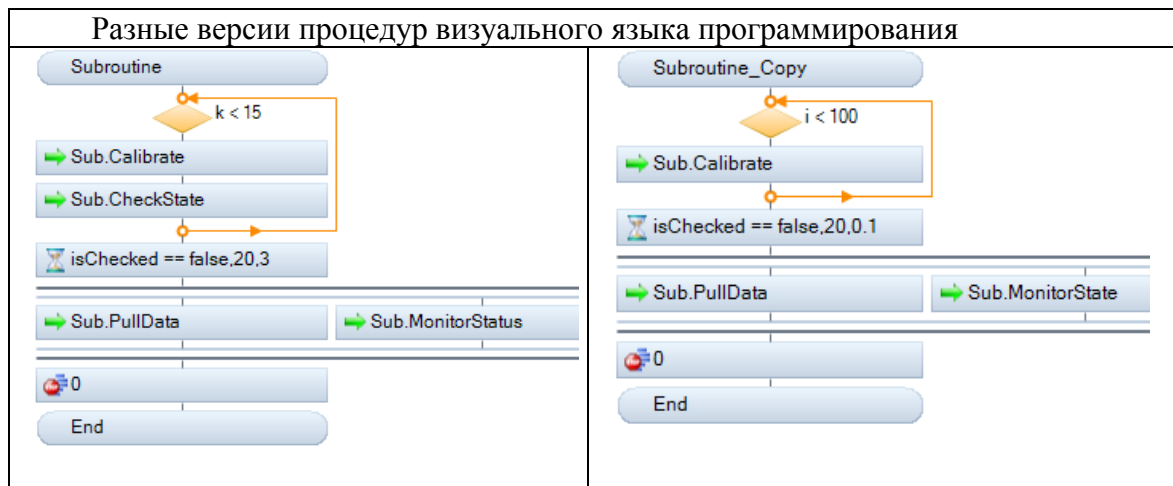 Разные версии процедур визуального языка программирования
Subroutine
k < 15
Sub.Calibrate
Sub.CheckState
isChecked == false,20,3
Sub.PullData
Sub.MonitorStatus
0
End
Subroutine_Copy
i < 100
Sub.Calibrate
isChecked == false,20,0.1
Sub.PullData
Sub.MonitorState
0
End